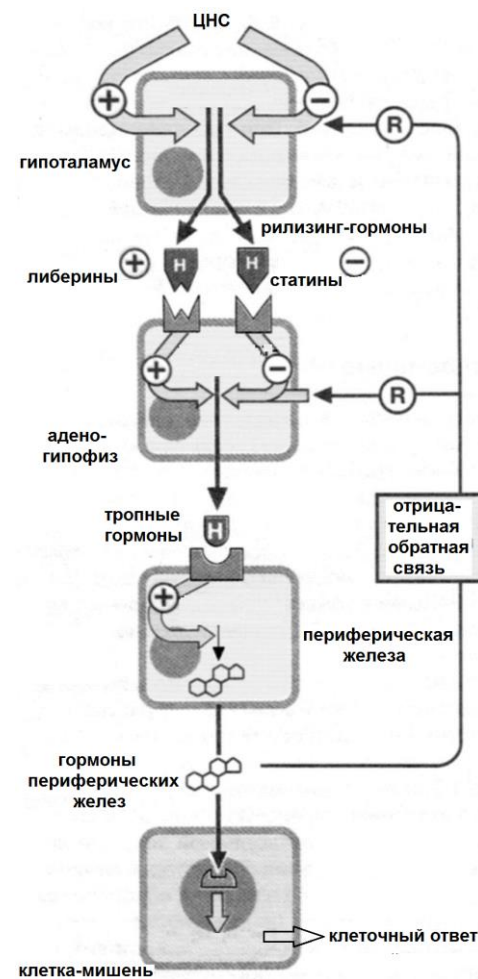 ЦНС
+
–
R
гипоталамус
рилизинг-гормоны
+
H
H
–
либерины
статины
+
–
R
адено-
гипофиз
отрица-
тельная
обратная
связь
тропные
гормоны
H
+
периферическая
железа
гормоны
периферических
желез
клеточный ответ
клетка-мишень